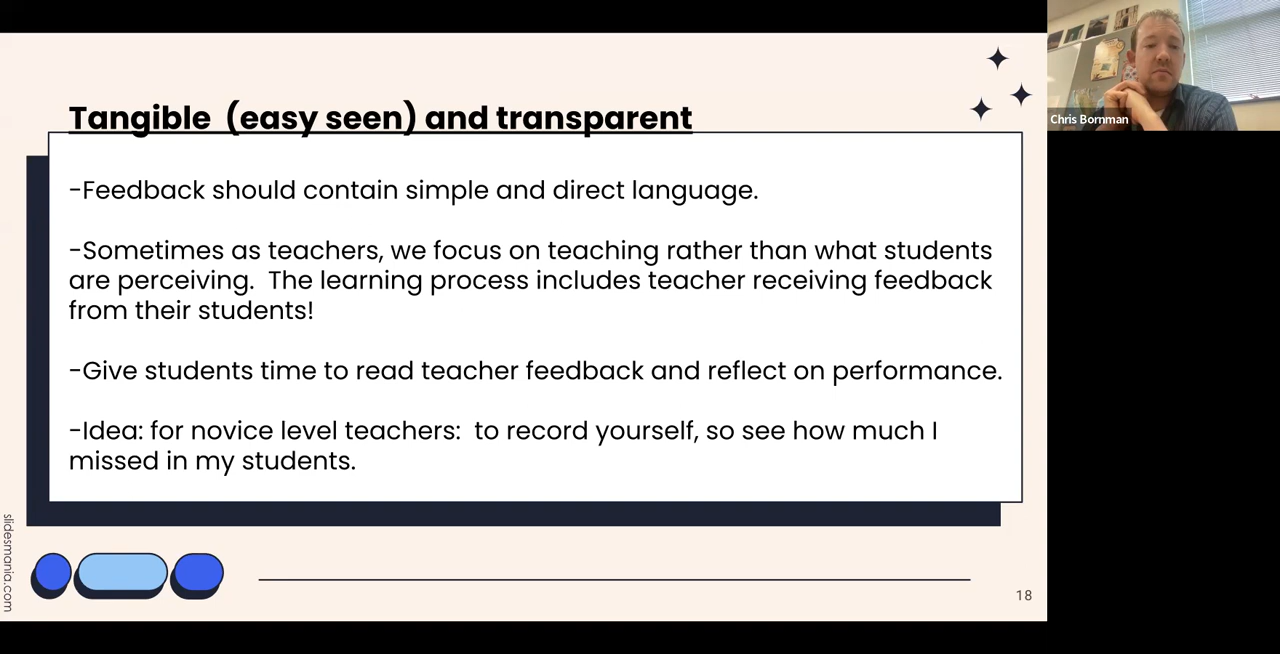 Tangible  (easy seen) and transparent
-Feedback should contain simple and direct language.
-Sometimes as teachers, we focus on teaching rather than what students
are perceiving.  The learning process includes teacher receiving feedback
from their students!
-Give students time to read teacher feedback and reflect on performance.
-Idea: for novice level teachers:  to record yourself, so see how much I
missed in my students.
slidesmania.com
18
Chris Bornman